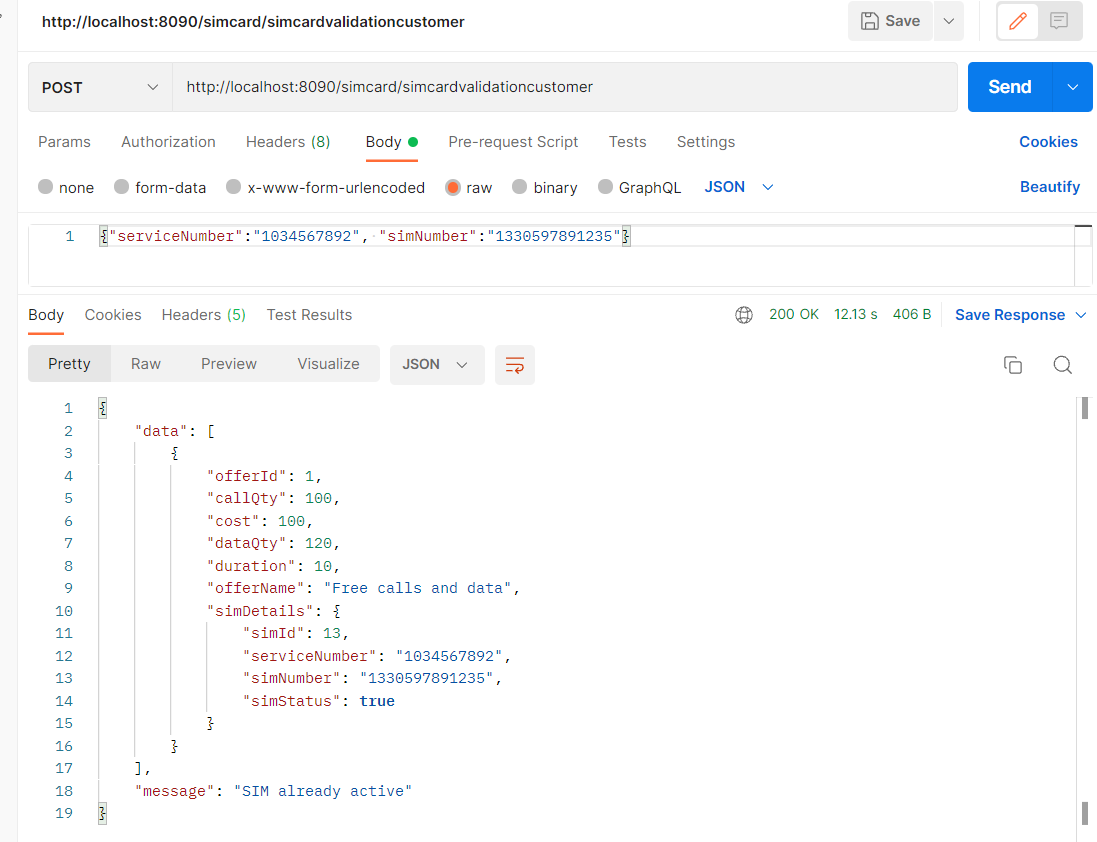 http://localhost:8090/simcard/simcardvalidationcustomer
Save
POST
http://localhost:8090/simcard/simcardvalidationcustomer
Send
Params Authorization Headers (8) Body Pre-request Script Tests Settings Cookies
none form-data x-www-form-urlencoded raw binary GraphQL JSON Beautify
1 {"serviceNumber":"1034567892", "simNumber":"1330597891235"}
Body Cookies Headers (5) Test Results 200 OK 12.13 s 406 B Save Response
Pretty Raw Preview Visualize JSON
1 {
2 "data": [
3 {
4 "offerId": 1,
5 "callQty": 100,
6 "cost": 100,
7 "dataQty": 120,
8 "duration": 10,
9 "offerName": "Free calls and data",
10 "simDetails": {
11 "simId": 13,
12 "serviceNumber": "1034567892",
13 "simNumber": "1330597891235",
14 "simStatus": true
15 }
16 }
17 ],
18 "message": "SIM already active"
19 }